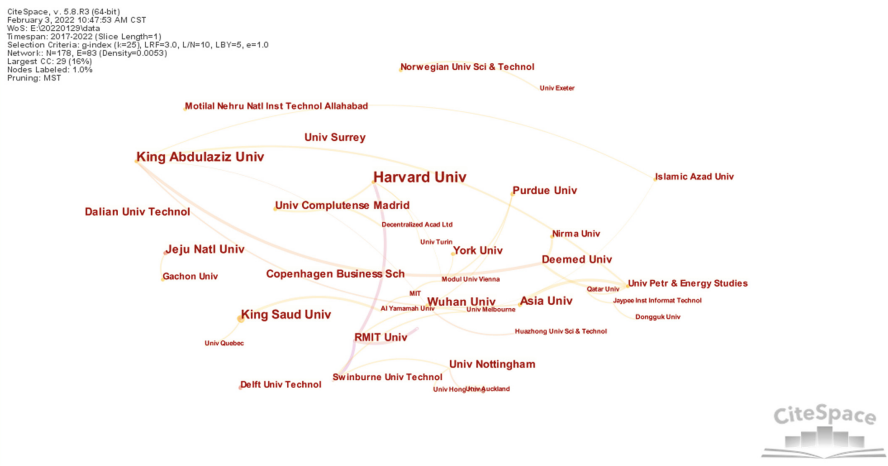 CiteSpace, v. 5.8.R3 (64-bit)
February 3, 2022 10:47:53 AM CST
WoS: E:\20220129\data
Timespan: 2017-2022 (Slice Length=1)
Selection Criteria: g-index (k=25), LRF=3.0, L/N=10, LBY=5, e=1.0
Network: N=178, E=83 (Density=0.0053)
Largest CC: 29 (16%)
Nodes Labeled: 1.0%
Pruning: MST
Norwegian Univ Sci & Technol
Univ Exeter
Motilal Nehru Natl Inst Technol Allahabad
Univ Surrey
King Abdulaziz Univ
Harvard Univ
Islamic Azad Univ
Purdue Univ
Univ Complutense Madrid
Dalian Univ Technol
Decentralized Acad Ltd
Nirma Univ
Univ Turin
Jeju Natl Univ
York Univ
Deemed Univ
Gachon Univ
Copenhagen Business Sch
Modul Univ Vienna
Univ Petr & Energy Studies
Qatar Univ
MIT
Wuhan Univ
Asia Univ
Jaypee Inst Informat Technol
Al Yamamah Univ
Univ Melbourne
King Saud Univ
Dongguk Univ
Huazhong Univ Sci & Technol
RMIT Univ
Univ Quebec
Univ Nottingham
Swinburne Univ Technol
Delft Univ Technol
Univ Hong Kong
Univ Auckland
CiteSpace